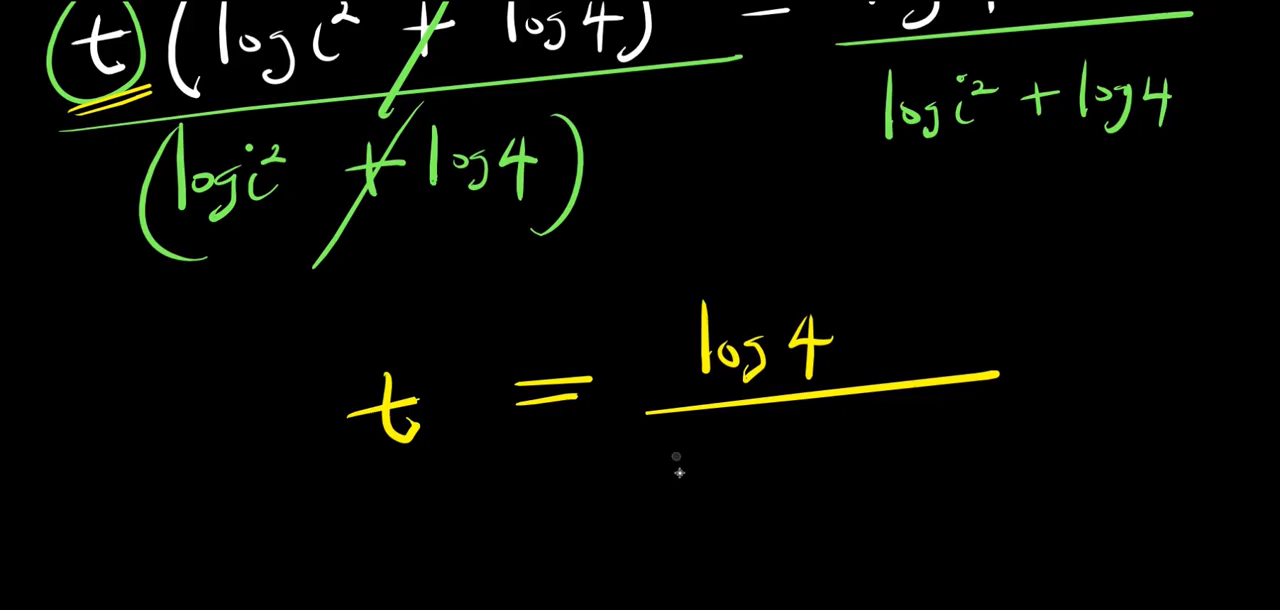 t (log i² + log 4) =
log i² + log 4
(log i² + log 4)
t = log 4